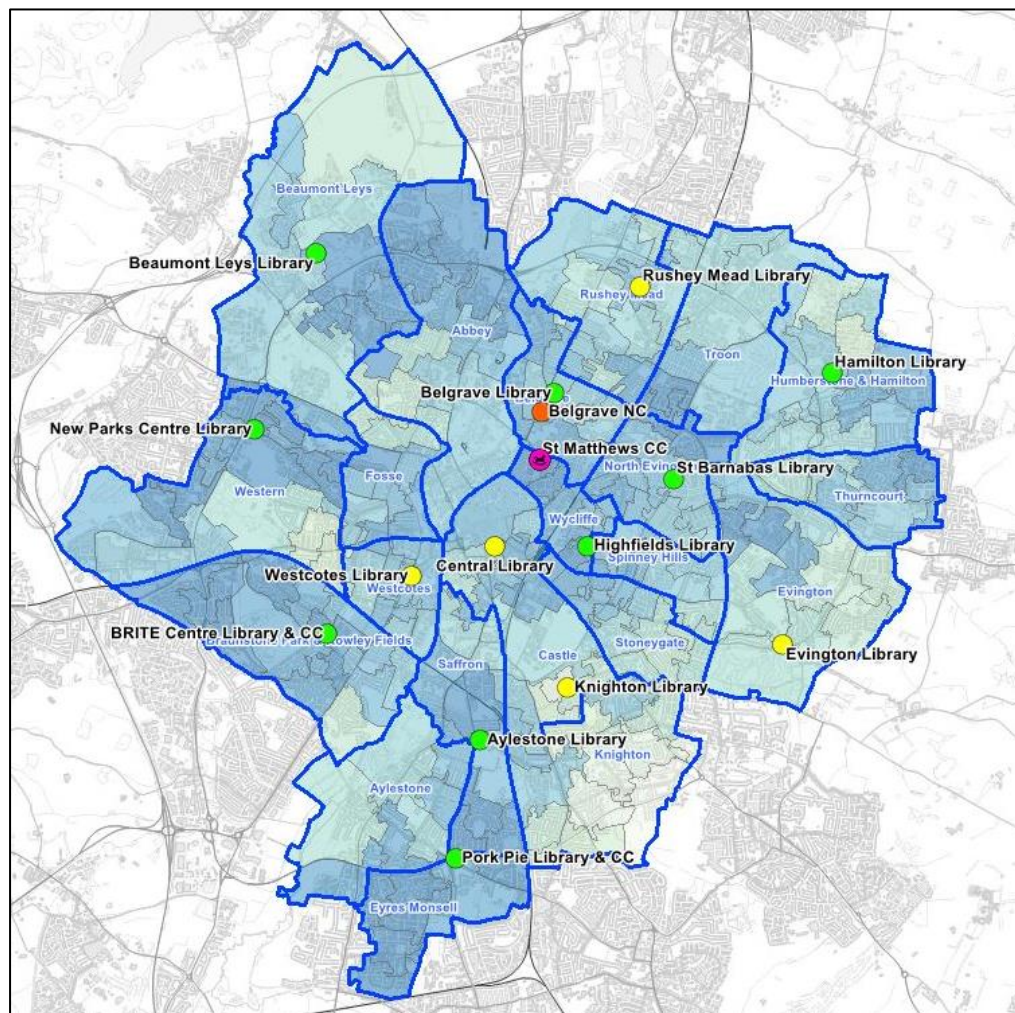 Beaumont Leys
Beaumont Leys Library
Rushey Mead Library
Rushey Mead
Abbey
Troon
Hamilton Library
Humberstone & Hamilton
Belgrave Library
Belgrave NC
New Parks Centre Library
St Matthews CC
North Evington
St Barnabas Library
Fosse
Western
Thurncourt
Wycliffe
Highfields Library
Spinney Hills
Central Library
Westcotes Library
Westcotes
Evington
BRITE Centre Library & CC
Rowley Fields
Stoneygate
Evington Library
Castle
Saffron
Knighton Library
Aylestone Library
Knighton
Aylestone
Pork Pie Library & CC
Eyres Monsell